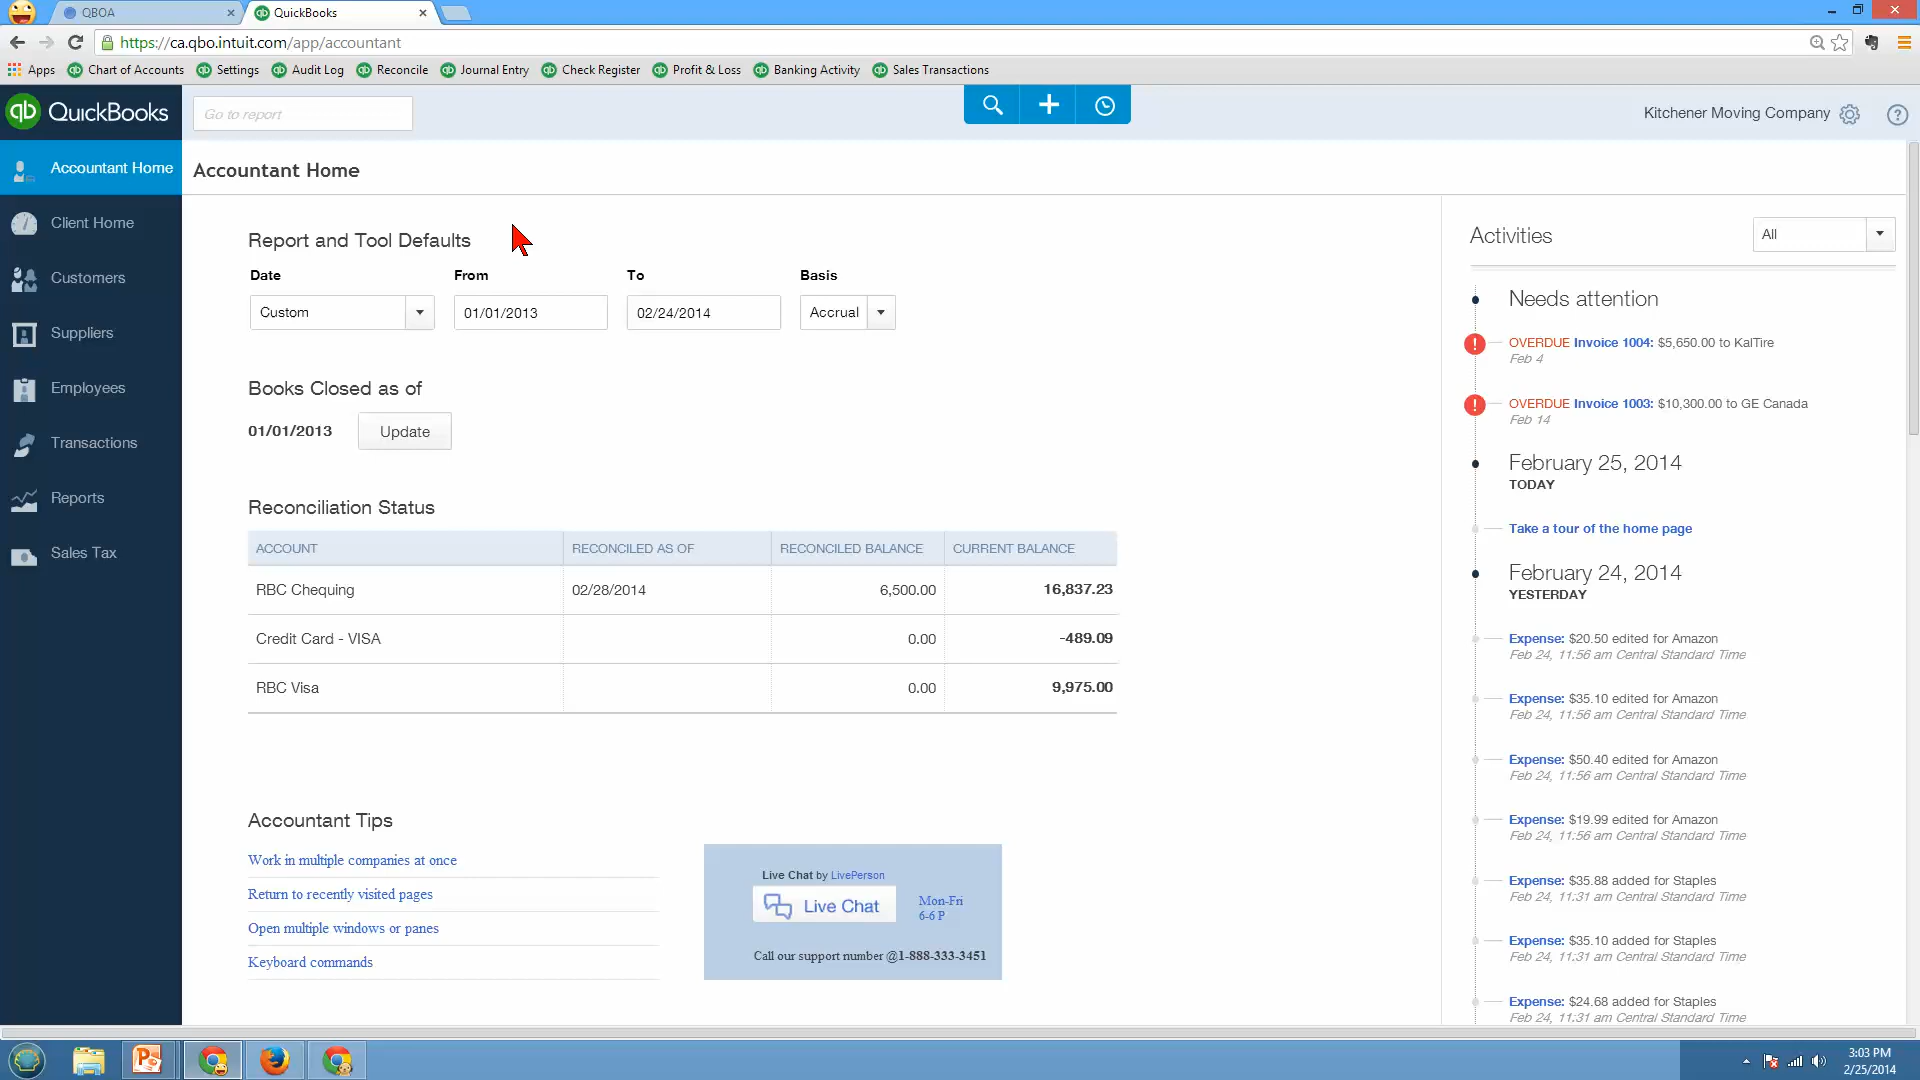 QBOA
QuickBooks
https://ca.qbo.intuit.com/app/accountant
Apps Chart of Accounts Settings Audit Log Reconcile Journal Entry Check Register Profit & Loss Banking Activity Sales Transactions
qb QuickBooks
Go to report
Kitchener Moving Company
Accountant Home
Client Home
Customers
Suppliers
Employees
Transactions
Reports
Sales Tax
Accountant Home
Report and Tool Defaults
Date From To Basis
Custom 01/01/2013 02/24/2014 Accrual
Books Closed as of
01/01/2013 Update
Reconciliation Status
ACCOUNT RECONCILED AS OF RECONCILED BALANCE CURRENT BALANCE
RBC Chequing 02/28/2014 6,500.00 16,837.23
Credit Card - VISA 0.00 -489.09
RBC Visa 0.00 9,975.00
Accountant Tips
Work in multiple companies at once
Return to recently visited pages
Open multiple windows or panes
Keyboard commands
Live Chat by LivePerson
Live Chat
Mon-Fri
6-6 P
Call our support number @1-888-333-3451
Activities All
Needs attention
OVERDUE Invoice 1004: $5,650.00 to KalTire
Feb 4
OVERDUE Invoice 1003: $10,300.00 to GE Canada
Feb 14
February 25, 2014
TODAY
Take a tour of the home page
February 24, 2014
YESTERDAY
Expense: $20.50 edited for Amazon
Feb 24, 11:56 am Central Standard Time
Expense: $35.10 edited for Amazon
Feb 24, 11:56 am Central Standard Time
Expense: $50.40 edited for Amazon
Feb 24, 11:56 am Central Standard Time
Expense: $19.99 edited for Amazon
Feb 24, 11:56 am Central Standard Time
Expense: $35.88 added for Staples
Feb 24, 11:31 am Central Standard Time
Expense: $35.10 added for Staples
Feb 24, 11:31 am Central Standard Time
Expense: $24.68 added for Staples
Feb 24, 11:31 am Central Standard Time
3:03 PM
2/25/2014